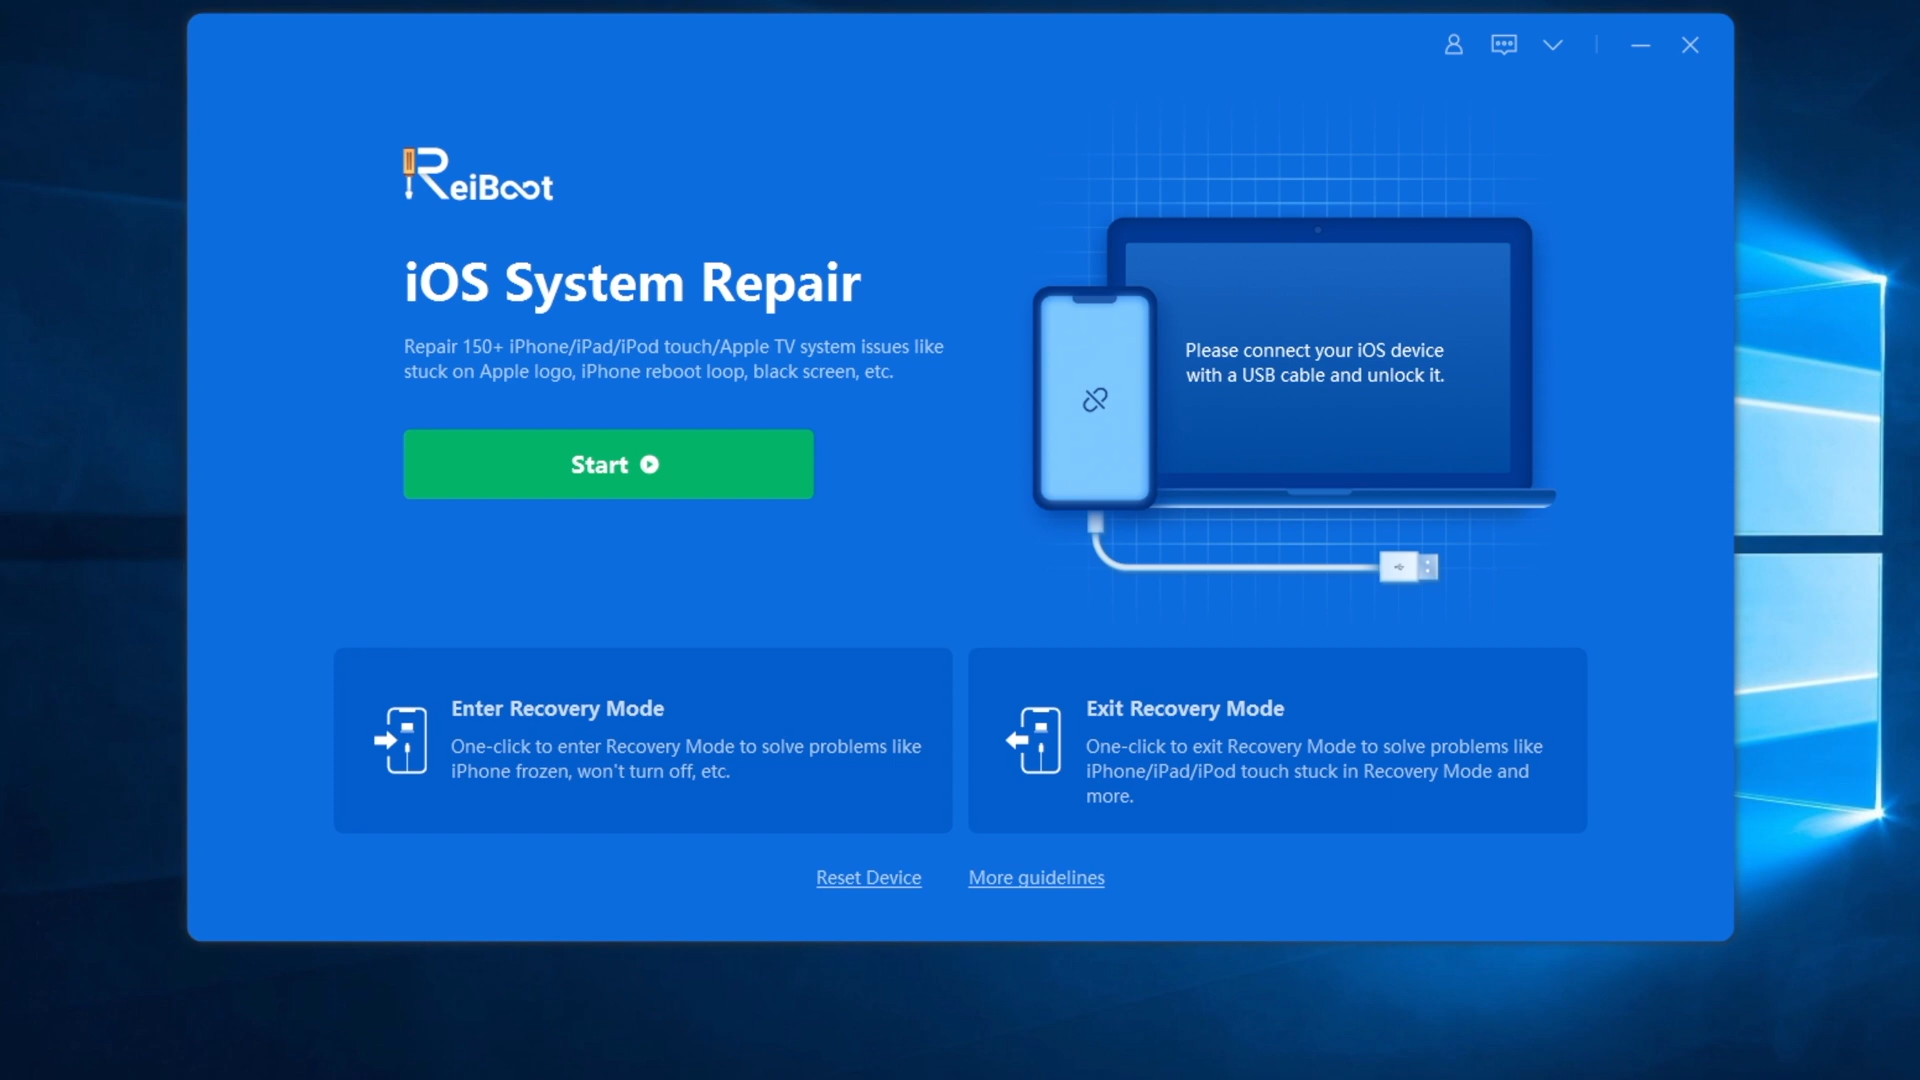 ReiBoot
iOS System Repair
Repair 150+ iPhone/iPad/iPod touch/Apple TV system issues like
stuck on Apple logo, iPhone reboot loop, black screen, etc.
Start
Please connect your iOS device
with a USB cable and unlock it.
Enter Recovery Mode
One-click to enter Recovery Mode to solve problems like
iPhone frozen, won't turn off, etc.
Exit Recovery Mode
One-click to exit Recovery Mode to solve problems like
iPhone/iPad/iPod touch stuck in Recovery Mode and
more.
Reset Device
More guidelines